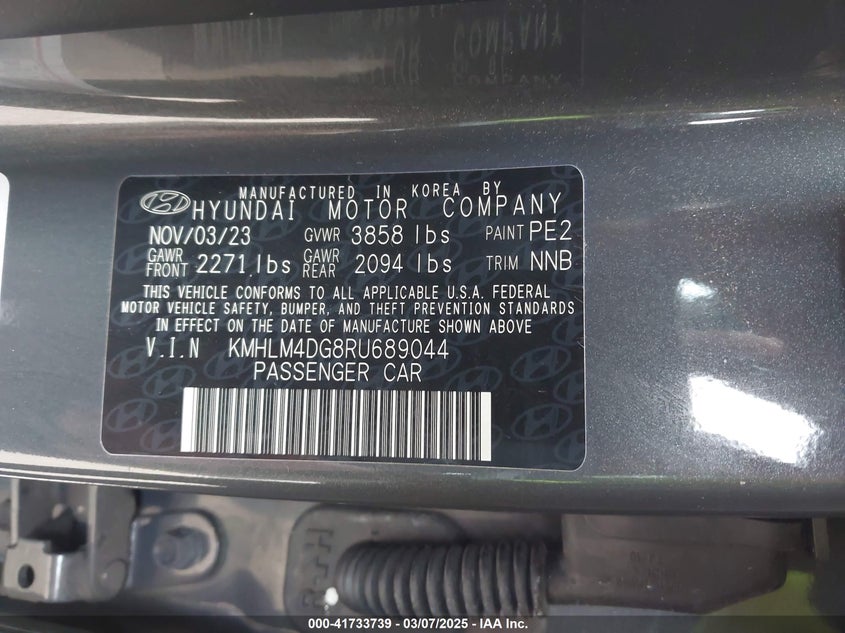 MANUFACTURED IN KOREA BY
HYUNDAI MOTOR COMPANY
NOV/03/23 GVWR 3858 lbs PAINT PE2
GAWR FRONT 2271 lbs GAWR REAR 2094 lbs TRIM NNB
THIS VEHICLE CONFORMS TO ALL APPLICABLE U.S.A. FEDERAL
MOTOR VEHICLE SAFETY, BUMPER, AND THEFT PREVENTION STANDARDS
IN EFFECT ON THE DATE OF MANUFACTURE SHOWN ABOVE
V.I.N KMHLM4DG8RU689044
PASSENGER CAR
000-41733739 - 03/07/2025 - IAA Inc.